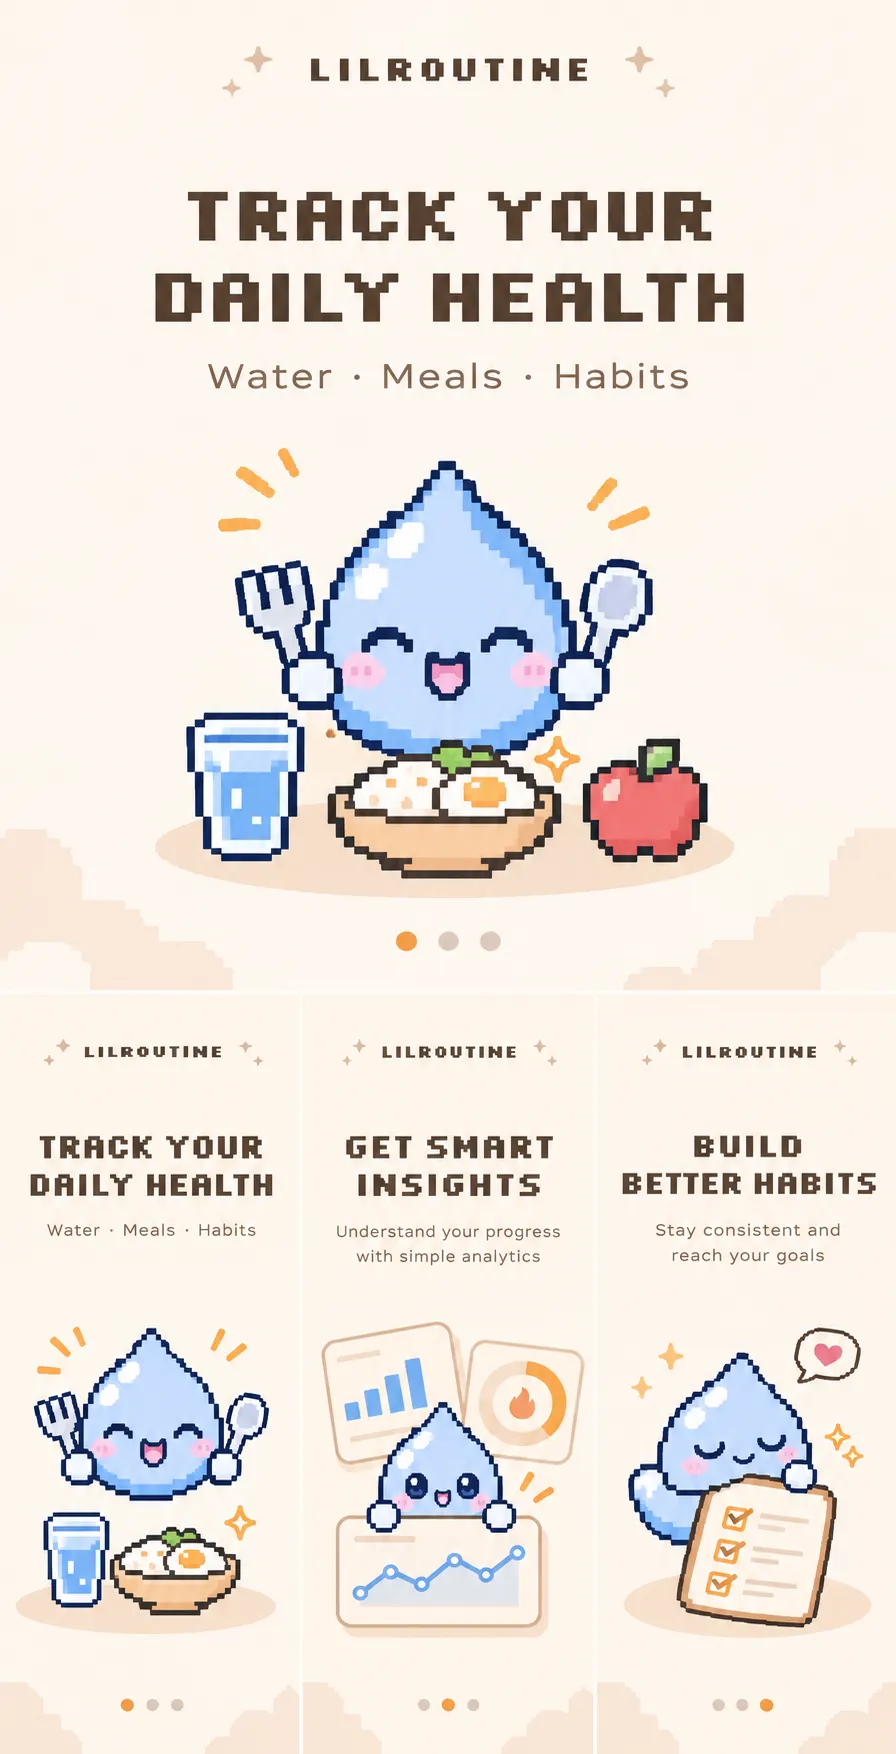 LILROUTINE
TRACK YOUR
DAILY HEALTH
Water · Meals · Habits
LILROUTINE
TRACK YOUR
DAILY HEALTH
Water · Meals · Habits
LILROUTINE
GET SMART
INSIGHTS
Understand your progress
with simple analytics
LILROUTINE
BUILD
BETTER HABITS
Stay consistent and
reach your goals